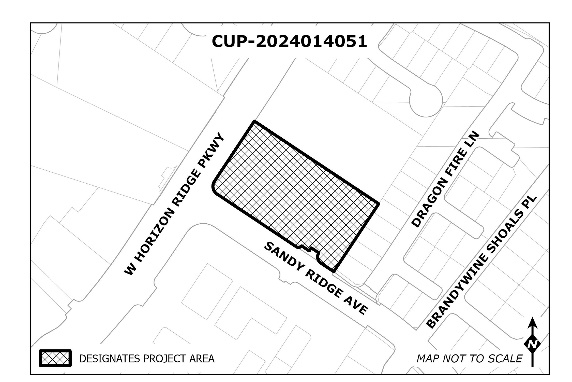 CUP-2024014051
W HORIZON RIDGE PKWY
DRAGON FIRE LN
SANDY RIDGE AVE
BRANDYWINE SHOALS PL
DESIGNATES PROJECT AREA
MAP NOT TO SCALE
N